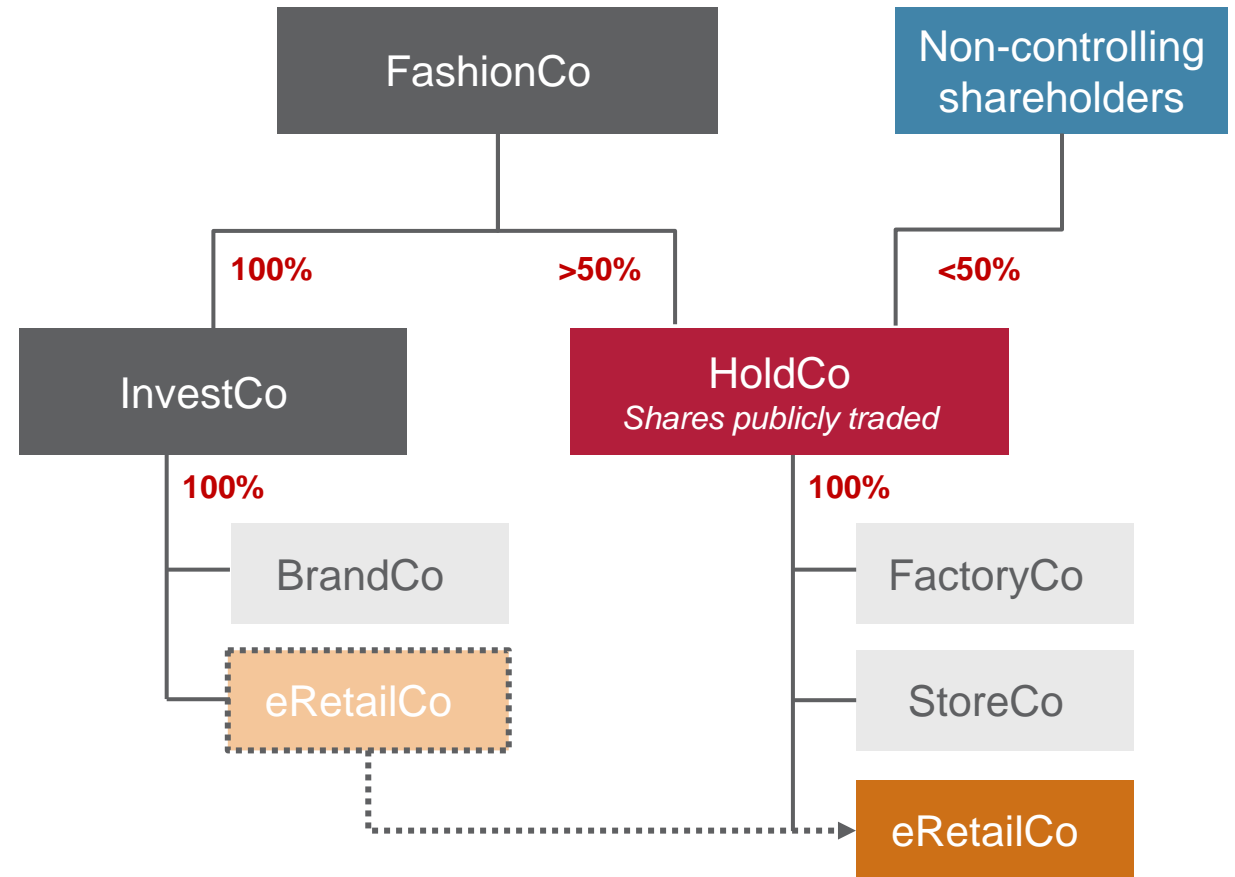 FashionCo
Non-controlling
shareholders
100%
>50%
<50%
InvestCo
HoldCo
Shares publicly traded
100%
100%
BrandCo
FactoryCo
eRetailCo
StoreCo
eRetailCo